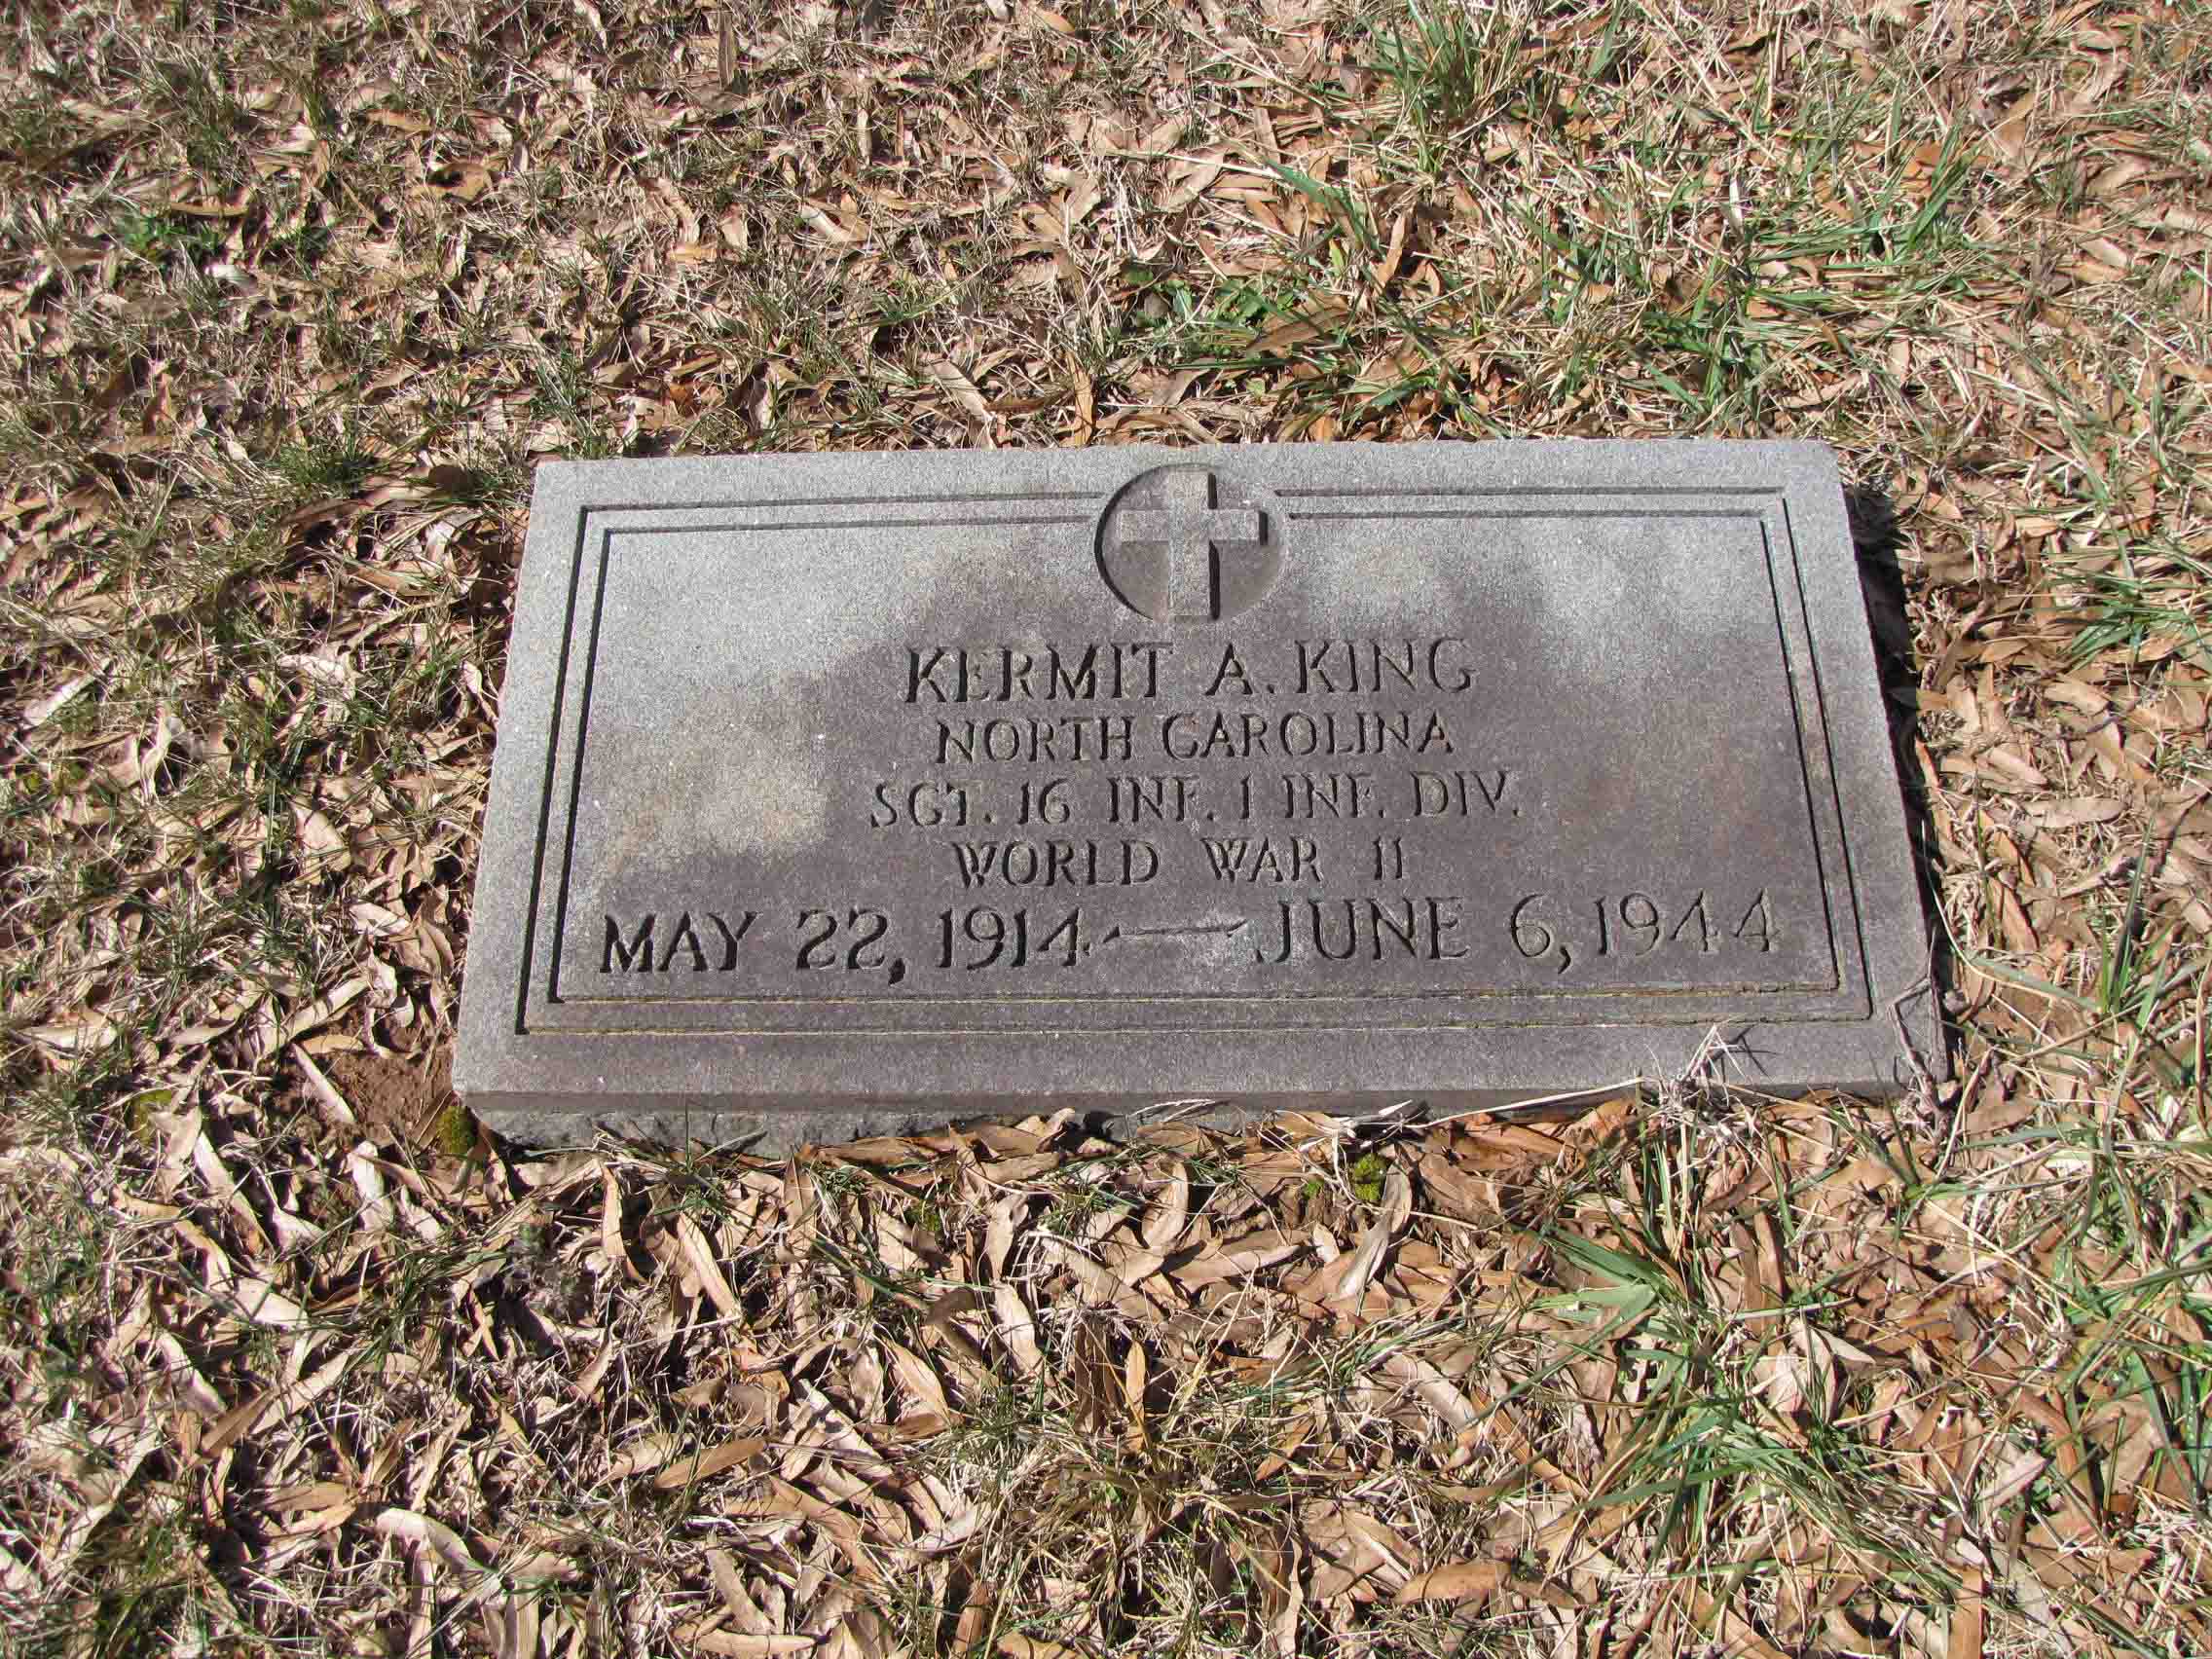 KERMIT A. KING
NORTH CAROLINA
SGT. 16 INF. 1 INF. DIV.
WORLD WAR II
MAY 22, 1914 — JUNE 6, 1944